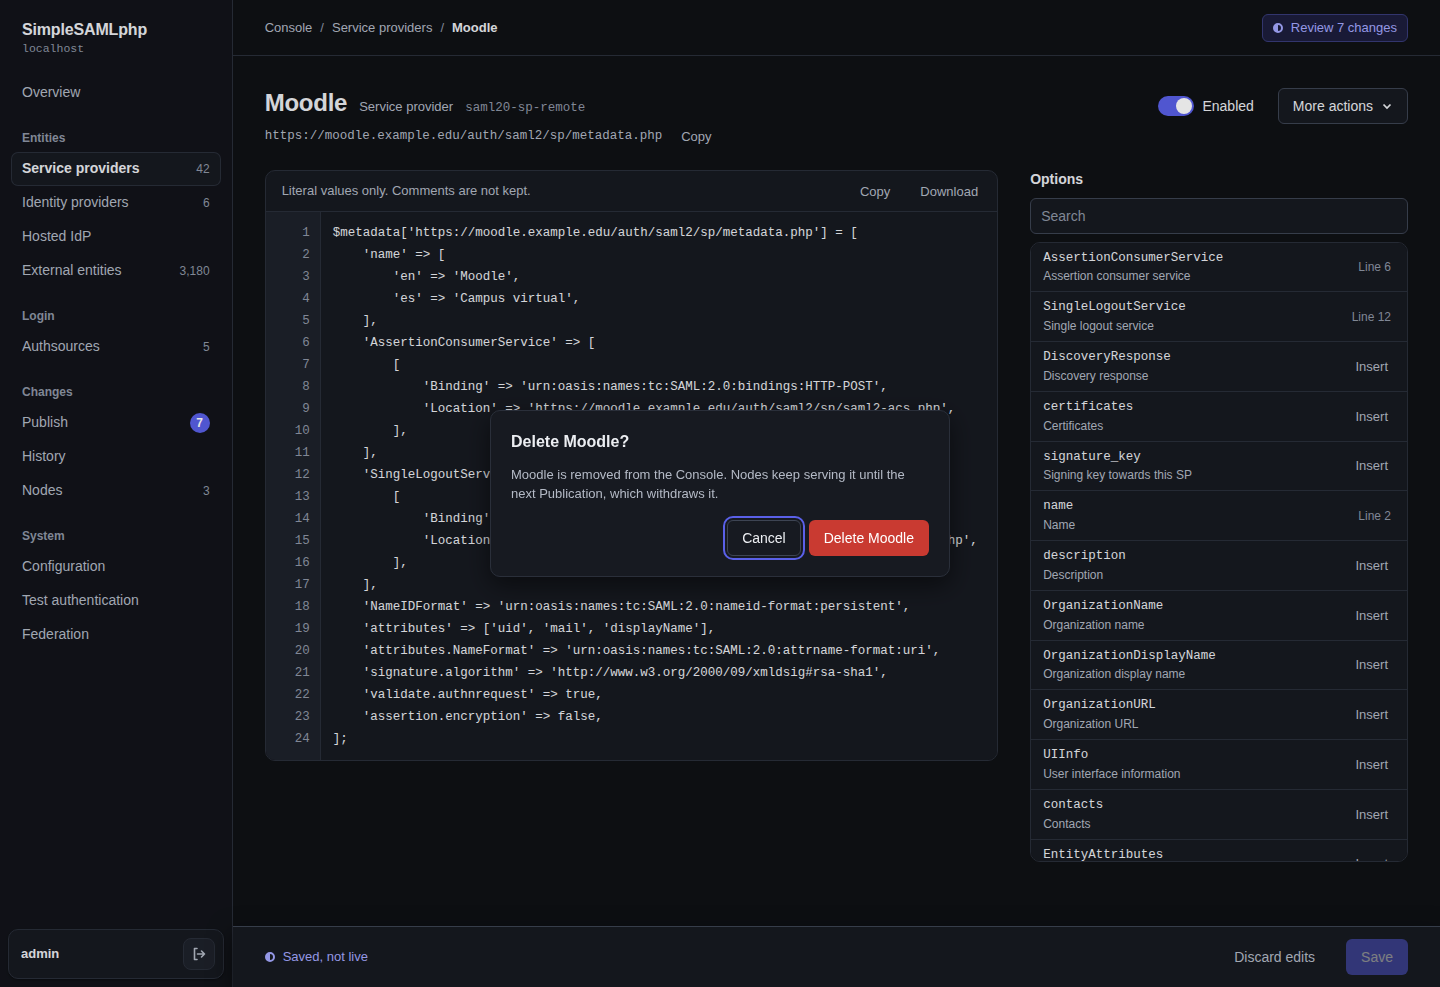 SimpleSAMLphp
localhost
Overview
Entities
Service providers 42
Identity providers 6
Hosted IdP
External entities 3,180
Login
Authsources 5
Changes
Publish 7
History
Nodes 3
System
Configuration
Test authentication
Federation
admin
Console / Service providers / Moodle
Review 7 changes
Moodle Service provider saml20-sp-remote
https://moodle.example.edu/auth/saml2/sp/metadata.php Copy
Enabled
More actions
Literal values only. Comments are not kept.
Copy Download
1 $metadata['https://moodle.example.edu/auth/saml2/sp/metadata.php'] = [
2 'name' => [
3 'en' => 'Moodle',
4 'es' => 'Campus virtual',
5 ],
6 'AssertionConsumerService' => [
7 [
8 'Binding' => 'urn:oasis:names:tc:SAML:2.0:bindings:HTTP-POST',
9 'Location' => 'https://moodle.example.edu/auth/saml2/sp/saml2-acs.php',
10 ],
11 ],
12 'SingleLogoutServ
13 [
14 'Binding'
15 'Location hp',
16 ],
17 ],
18 'NameIDFormat' => 'urn:oasis:names:tc:SAML:2.0:nameid-format:persistent',
19 'attributes' => ['uid', 'mail', 'displayName'],
20 'attributes.NameFormat' => 'urn:oasis:names:tc:SAML:2.0:attrname-format:uri',
21 'signature.algorithm' => 'http://www.w3.org/2000/09/xmldsig#rsa-sha1',
22 'validate.authnrequest' => true,
23 'assertion.encryption' => false,
24 ];
Delete Moodle?
Moodle is removed from the Console. Nodes keep serving it until the
next Publication, which withdraws it.
Cancel Delete Moodle
Options
Search
AssertionConsumerService
Assertion consumer service
Line 6
SingleLogoutService
Single logout service
Line 12
DiscoveryResponse
Discovery response
Insert
certificates
Certificates
Insert
signature_key
Signing key towards this SP
Insert
name
Name
Line 2
description
Description
Insert
OrganizationName
Organization name
Insert
OrganizationDisplayName
Organization display name
Insert
OrganizationURL
Organization URL
Insert
UIInfo
User interface information
Insert
contacts
Contacts
Insert
EntityAttributes
Saved, not live
Discard edits
Save